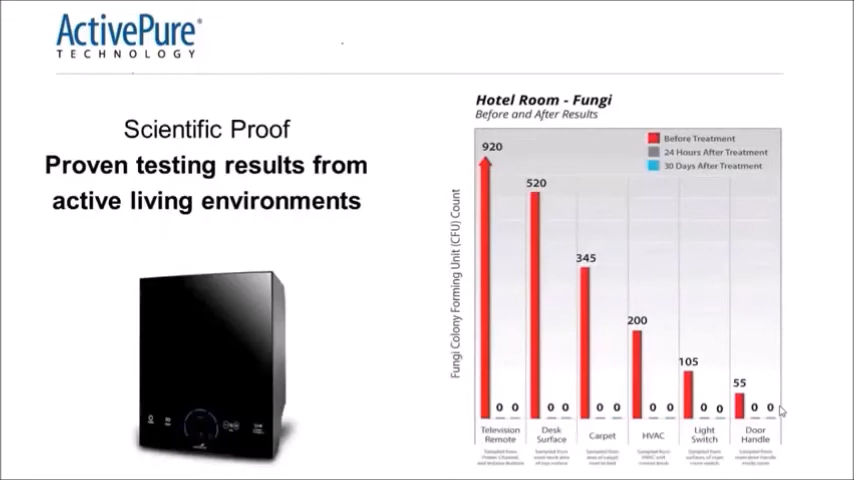 ActivePure®
TECHNOLOGY
Scientific Proof
Proven testing results from
active living environments
Hotel Room - Fungi
Before and After Results
Before Treatment
24 Hours After Treatment
30 Days After Treatment
Fungi Colony Forming Unit (CFU) Count
920
520
345
200
105
55
0 0 0 0 0 0 0 0 0 0 0 0
Television
Remote
Desk
Surface
Carpet
HVAC
Light
Switch
Door
Handle